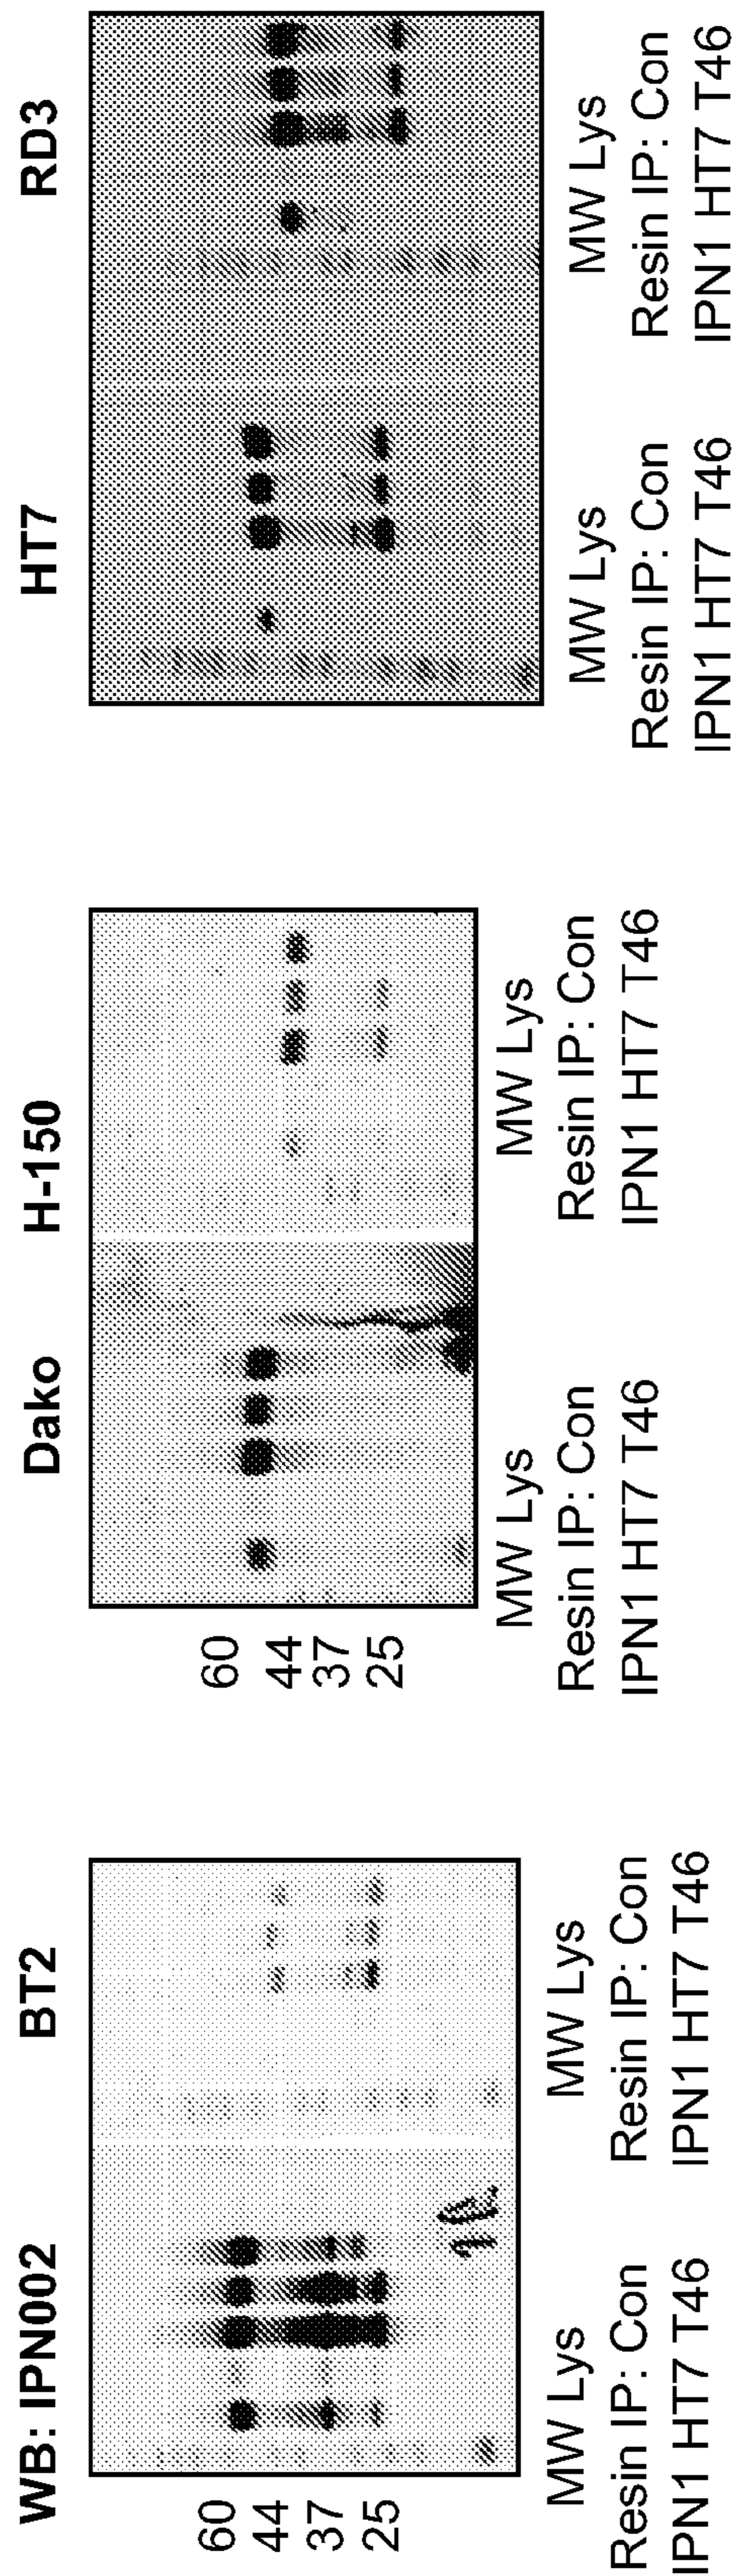 WB: IPN002
BT2
60
44
37
25
MW Lys
Resin IP: Con
IPN1 HT7 T46
MW Lys
Resin IP: Con
IPN1 HT7 T46
Dako
H-150
60
44
37
25
MW Lys
Resin IP: Con
IPN1 HT7 T46
MW Lys
Resin IP: Con
IPN1 HT7 T46
HT7
RD3
MW Lys
Resin IP: Con
IPN1 HT7 T46
MW Lys
Resin IP: Con
IPN1 HT7 T46